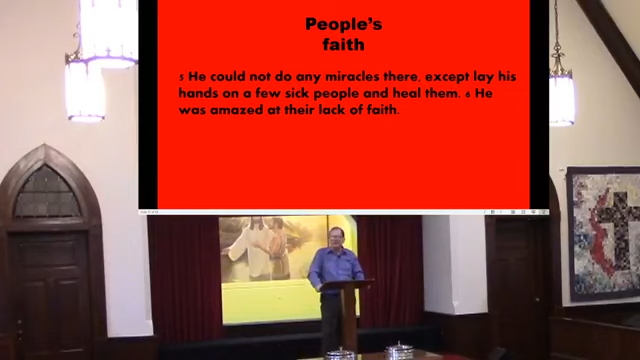 People's
faith
5 He could not do any miracles there, except lay his
hands on a few sick people and heal them. 6 He
was amazed at their lack of faith.